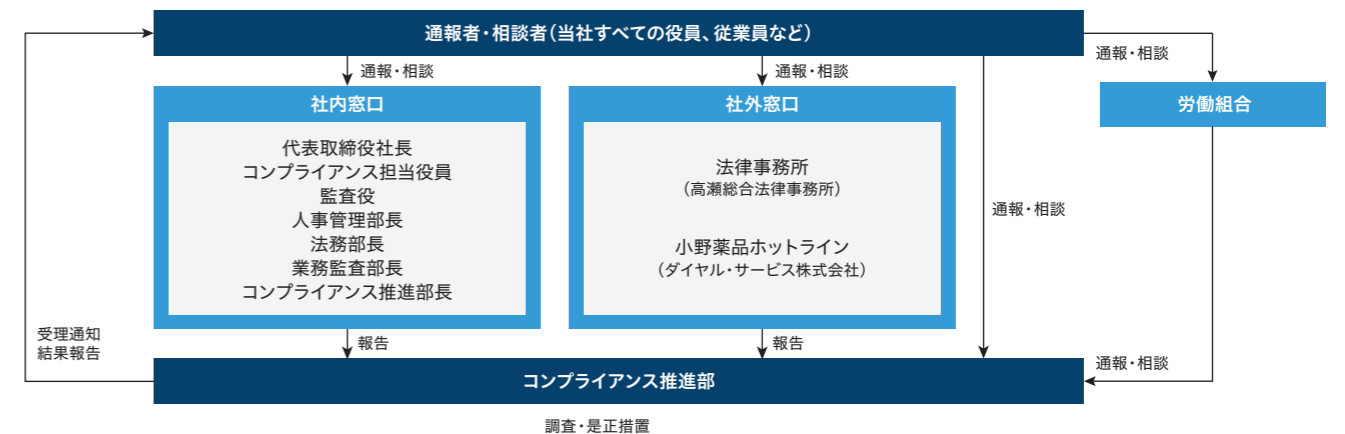 通報者・相談者（当社すべての役員、従業員など）
通報・相談
通報・相談
通報・相談
社内窓口
代表取締役社長
コンプライアンス担当役員
監査役
人事管理部長
法務部長
業務監査部長
コンプライアンス推進部長
社外窓口
法律事務所
（高瀬総合法律事務所）
小野薬品ホットライン
（ダイヤル・サービス株式会社）
労働組合
通報・相談
受理通知
結果報告
報告
報告
通報・相談
コンプライアンス推進部
調査・是正措置